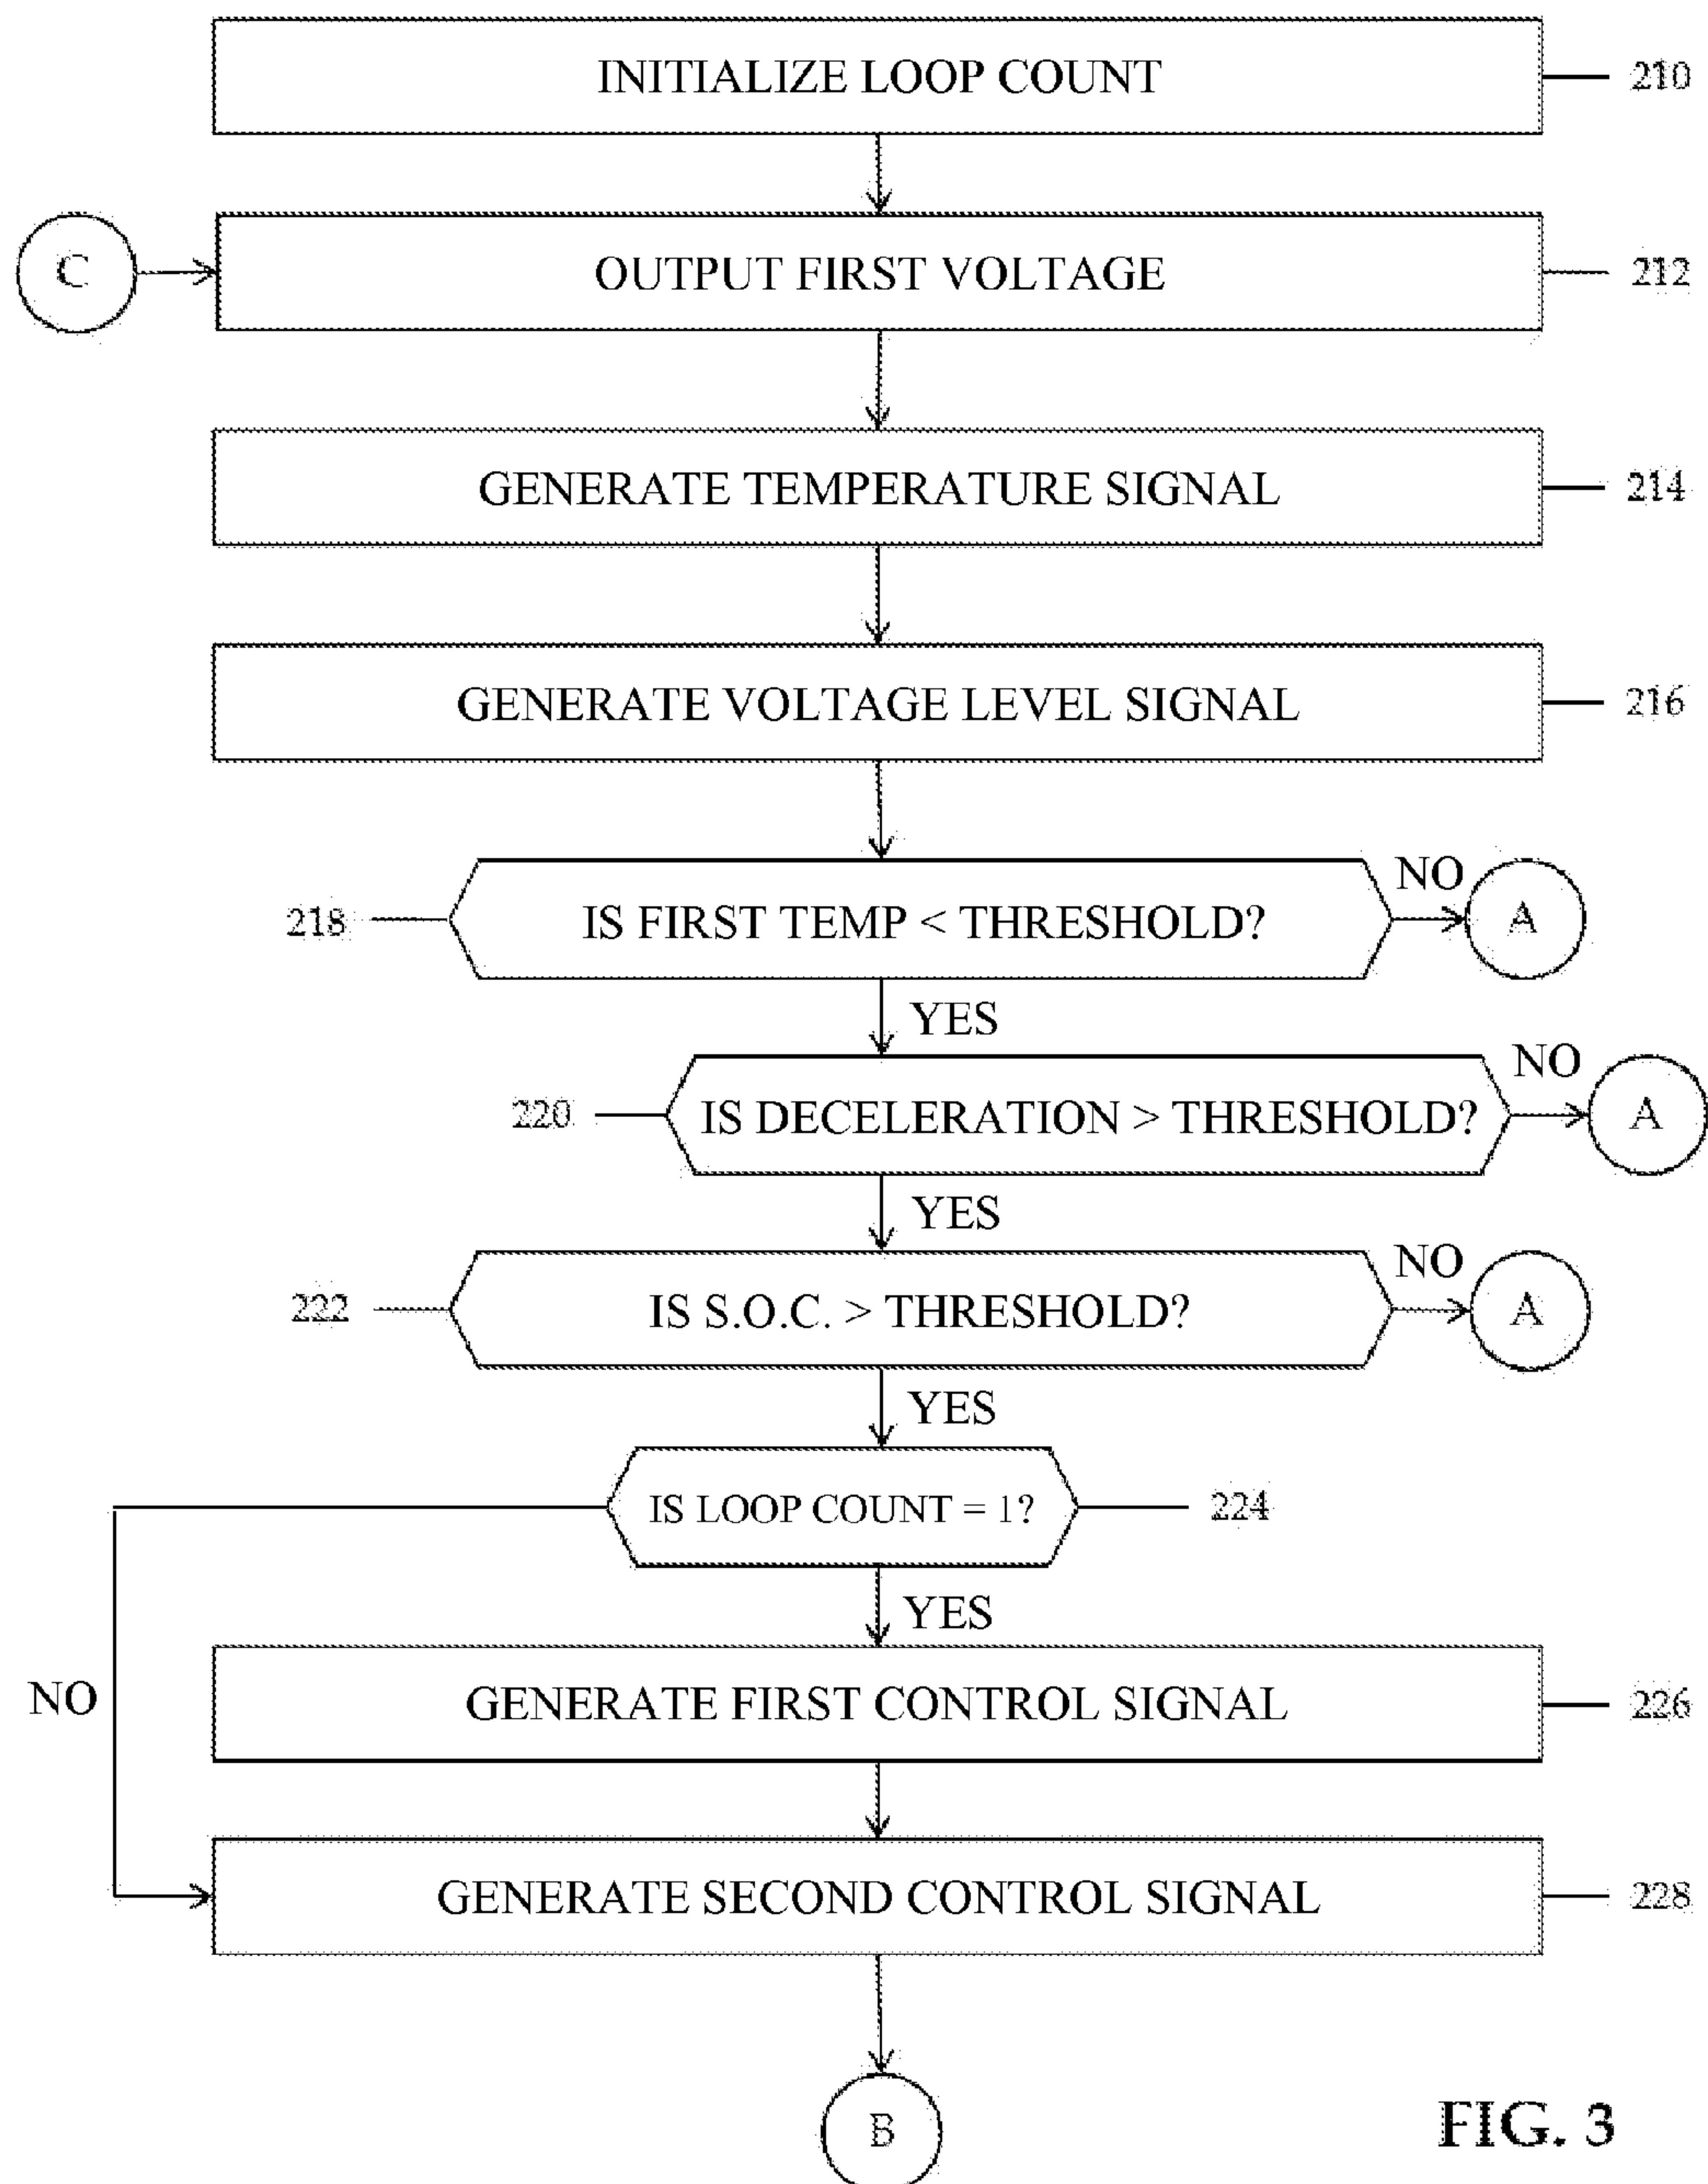 INITIALIZE LOOP COUNT 210
C OUTPUT FIRST VOLTAGE 212
GENERATE TEMPERATURE SIGNAL 214
GENERATE VOLTAGE LEVEL SIGNAL 216
218 IS FIRST TEMP < THRESHOLD? NO A
YES
220 IS DECELERATION > THRESHOLD? NO A
YES
222 IS S.O.C. > THRESHOLD? NO A
YES
IS LOOP COUNT = 1? 224
YES
NO GENERATE FIRST CONTROL SIGNAL 226
GENERATE SECOND CONTROL SIGNAL 228
B
FIG. 3